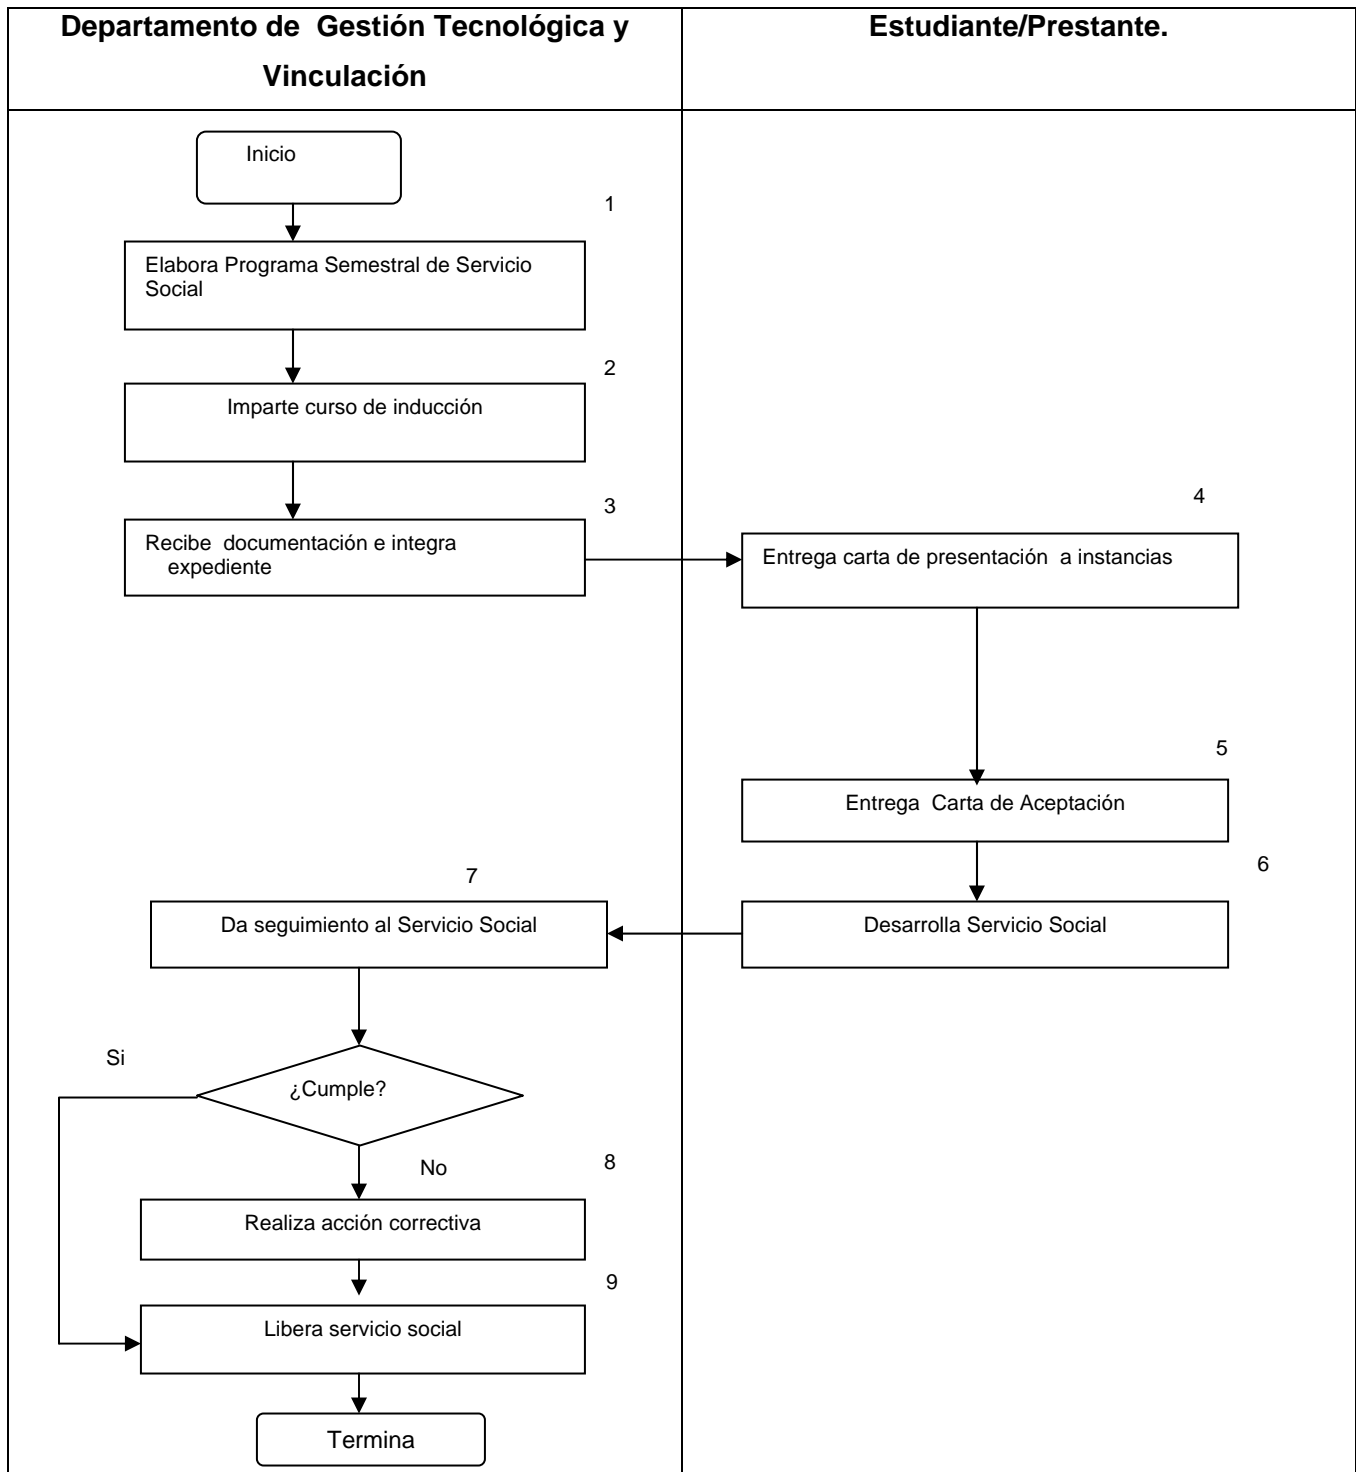 Departamento de Gestión Tecnológica y
Vinculación
Estudiante/Prestante.
Inicio
1
Elabora Programa Semestral de Servicio
Social
2
Imparte curso de inducción
3
Recibe documentación e integra
expediente
4
Entrega carta de presentación a instancias
5
Entrega Carta de Aceptación
6
Desarrolla Servicio Social
7
Da seguimiento al Servicio Social
Si
¿Cumple?
No
8
Realiza acción correctiva
9
Libera servicio social
Termina